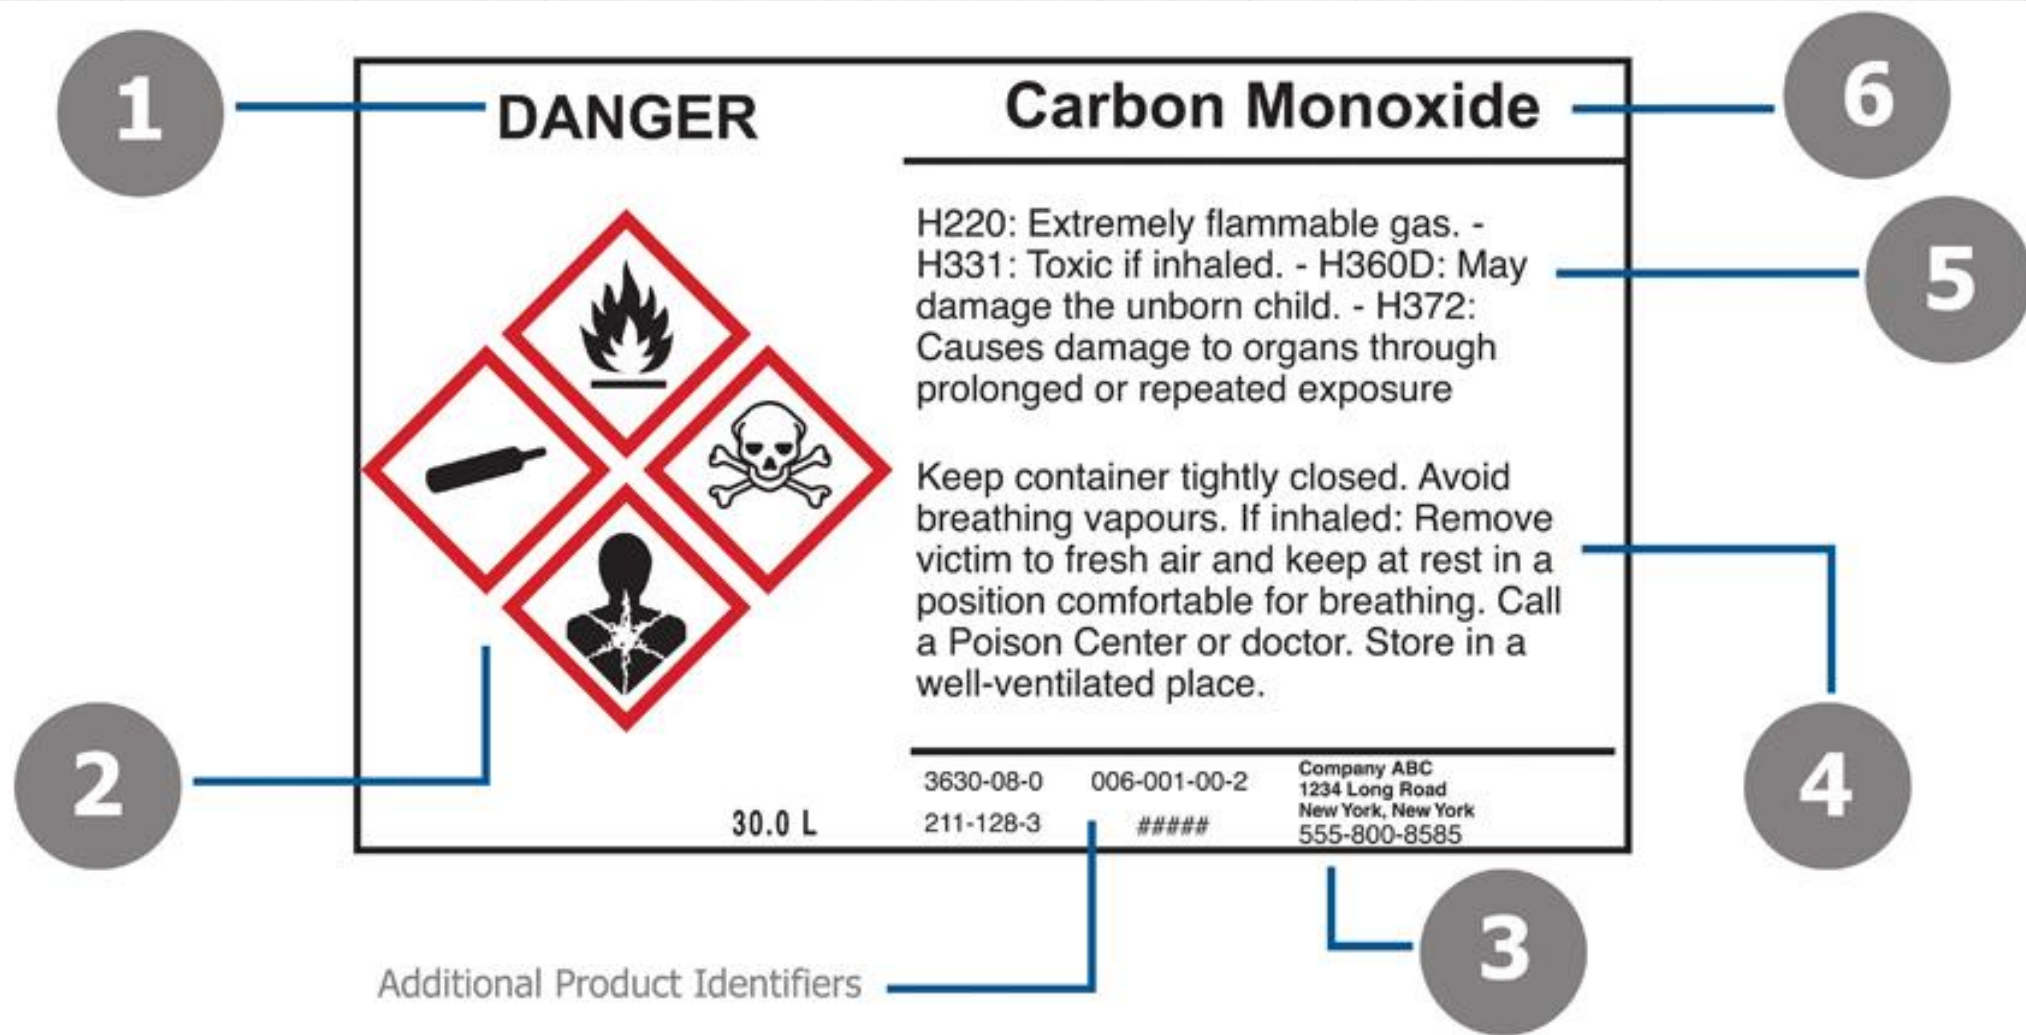 1
DANGER
Carbon Monoxide
6
H220: Extremely flammable gas. -
H331: Toxic if inhaled. - H360D: May
damage the unborn child. - H372:
Causes damage to organs through
prolonged or repeated exposure
5
Keep container tightly closed. Avoid
breathing vapours. If inhaled: Remove
victim to fresh air and keep at rest in a
position comfortable for breathing. Call
a Poison Center or doctor. Store in a
well-ventilated place.
4
2
30.0 L
3630-08-0 006-001-00-2
211-128-3 #####
Company ABC
1234 Long Road
New York, New York
555-800-8585
3
Additional Product Identifiers